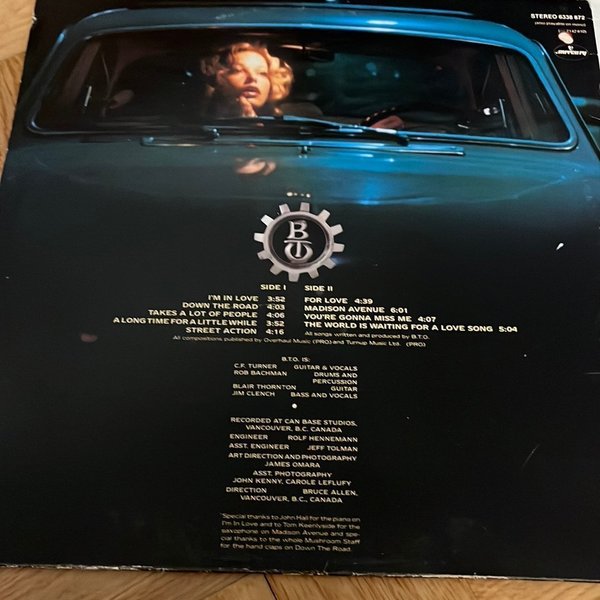 STEREO 6338 872
BTO
SIDE I
I'M IN LOVE 3:52
DOWN THE ROAD 4:03
TAKES A LOT OF PEOPLE 4:06
A LONG TIME FOR A LITTLE WHILE 3:52
STREET ACTION 4:16
SIDE II
FOR LOVE 4:39
MADISON AVENUE 6:01
YOU'RE GONNA MISS ME 4:07
THE WORLD IS WAITING FOR A LOVE SONG 5:04
All songs written and produced by B.T.O.
All compositions published by Overhaul Music (PRO) and Turnup Music Ltd. (PRO)
B.T.O. IS:
C.F. TURNER GUITAR & VOCALS
ROB BACHMAN DRUMS AND
PERCUSSION
BLAIR THORNTON GUITAR
JIM CLENCH BASS AND VOCALS
RECORDED AT CAN BASE STUDIOS,
VANCOUVER, B.C. CANADA
ENGINEER ROLF HENNEMANN
ASST. ENGINEER JEFF TOLMAN
ART DIRECTION AND PHOTOGRAPHY
JAMES OMARA
ASST. PHOTOGRAPHY
JOHN KENNY, CAROLE LEFLUFY
DIRECTION BRUCE ALLEN,
VANCOUVER, B.C., CANADA
*Special thanks to John Hall for the piano on
I'm In Love and to Tom Keenlyside for the
saxophone on Madison Avenue and spe-
cial thanks to the whole Mushroom Staff
for the hand claps on Down The Road.